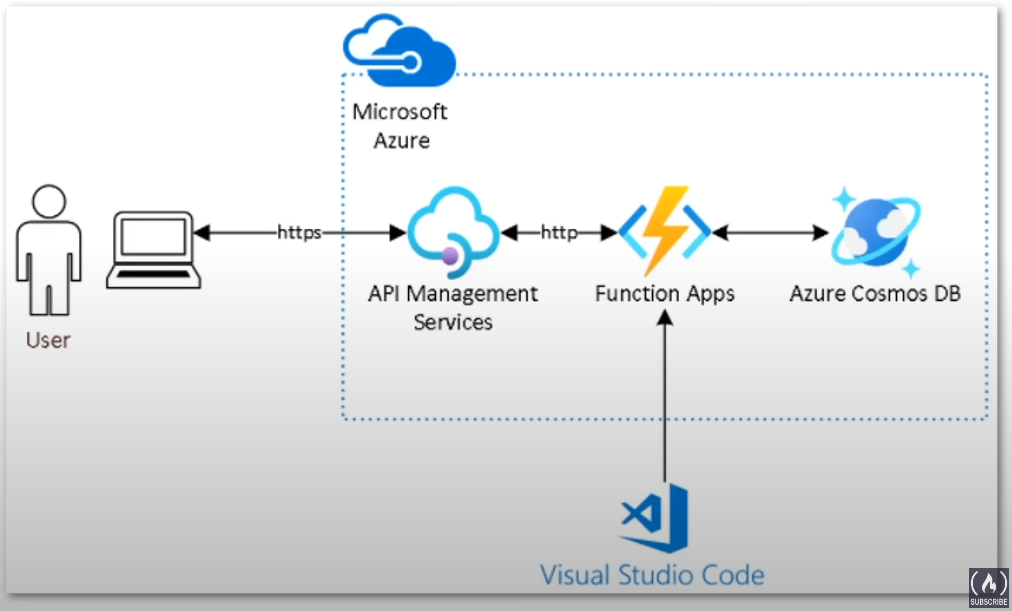 Microsoft
Azure
https
http
API Management
Services
Function Apps
Azure Cosmos DB
User
Visual Studio Code
SUBSCRIBE